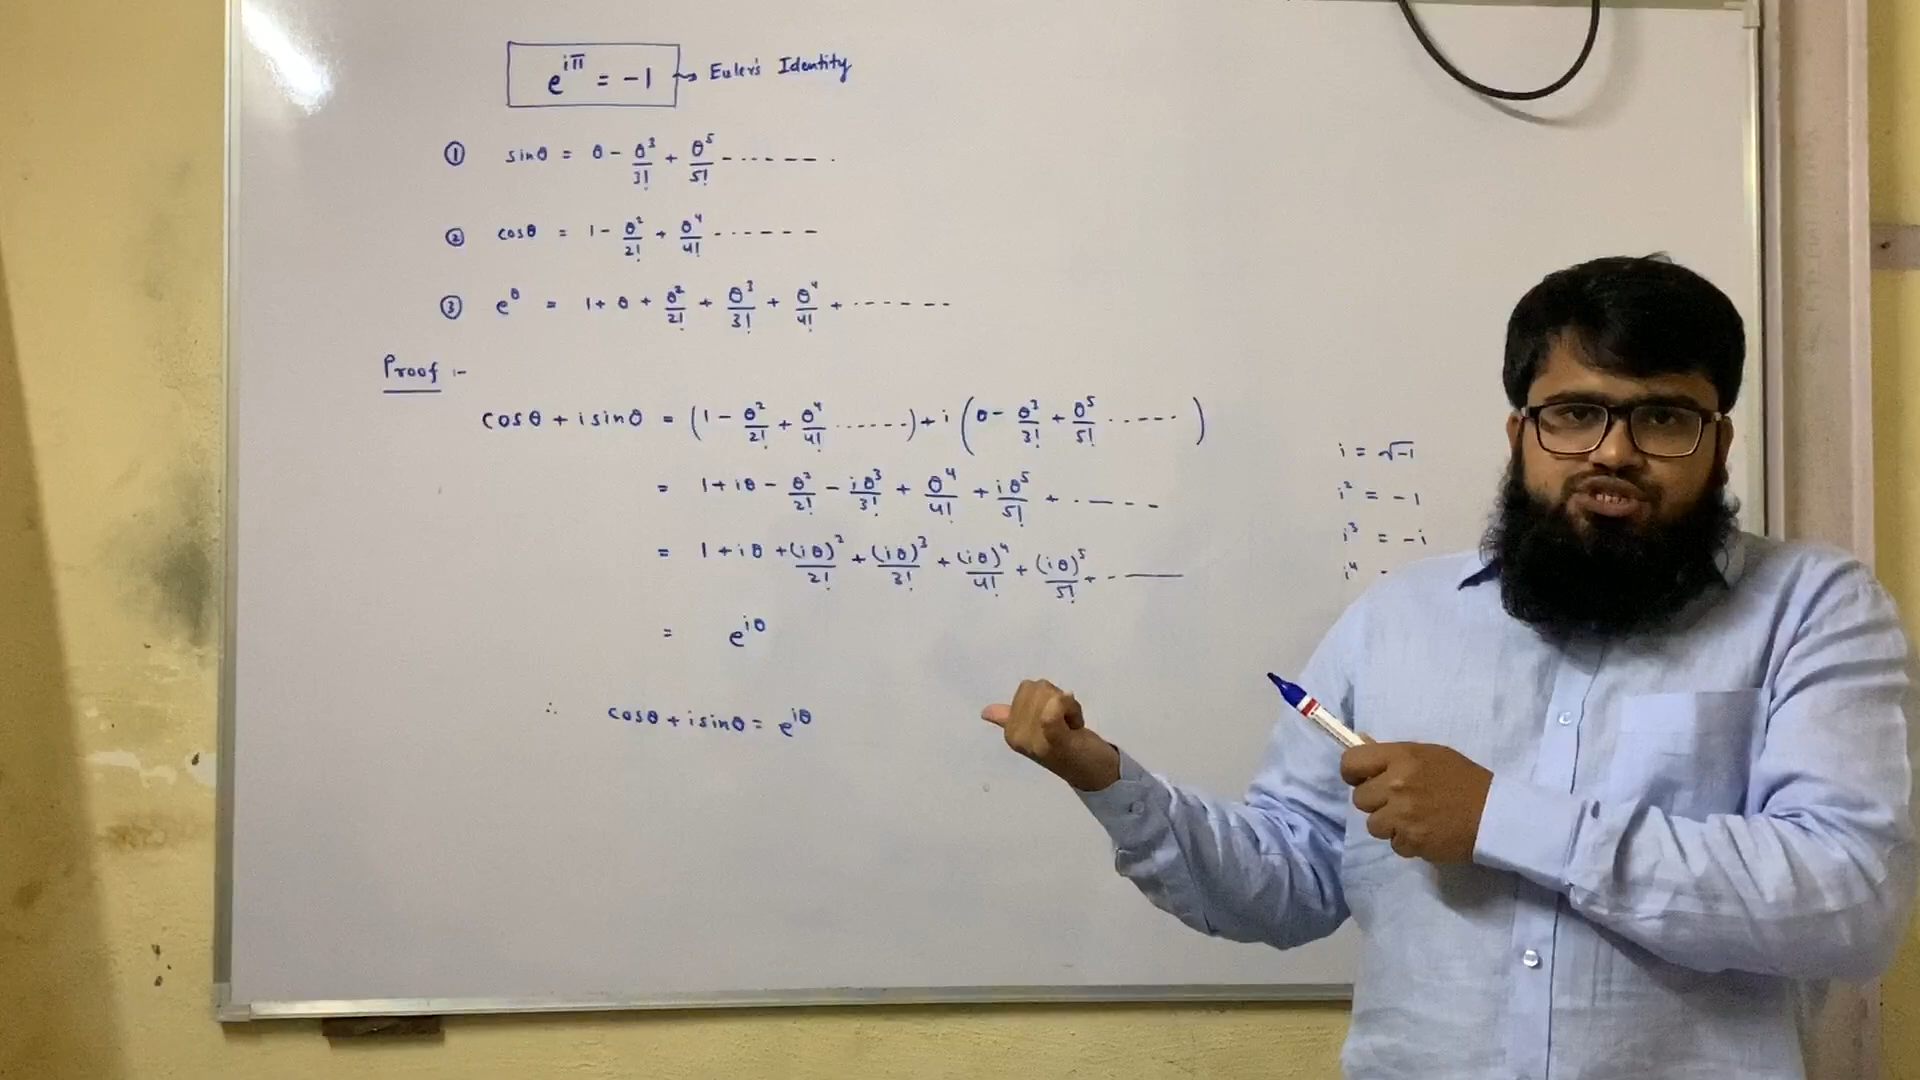 e^{iπ} = -1 → Euler's Identity
① sinθ = θ - θ³/3! + θ⁵/5! - ------ .
② cosθ = 1 - θ²/2! + θ⁴/4! ------
③ e^θ = 1 + θ + θ²/2! + θ³/3! + θ⁴/4! + -------
Proof :-
cosθ + i sinθ = (1 - θ²/2! + θ⁴/4! ......) + i (θ - θ³/3! + θ⁵/5! ..... )
= 1 + iθ - θ²/2! - iθ³/3! + θ⁴/4! + iθ⁵/5! + . — - -
= 1 + iθ + (iθ)²/2! + (iθ)³/3! + (iθ)⁴/4! + (iθ)⁵/5! + - ——
= e^{iθ}
∴ cosθ + i sinθ = e^{iθ}
i = √-1
i² = -1
i³ = -i
i⁴